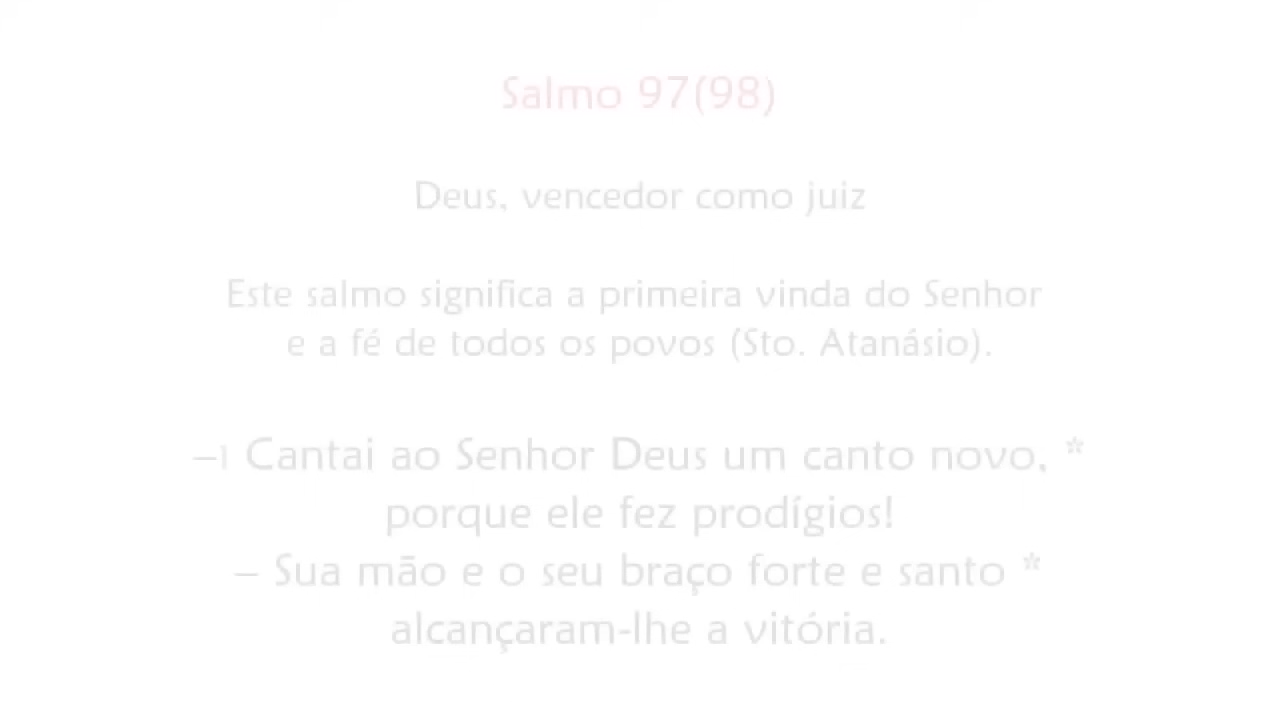 Salmo 97(98)
Deus, vencedor como juiz
Este salmo significa a primeira vinda do Senhor
e a fé de todos os povos (Sto. Atanásio).
–1 Cantai ao Senhor Deus um canto novo, *
porque ele fez prodígios!
– Sua mão e o seu braço forte e santo *
alcançaram-lhe a vitória.